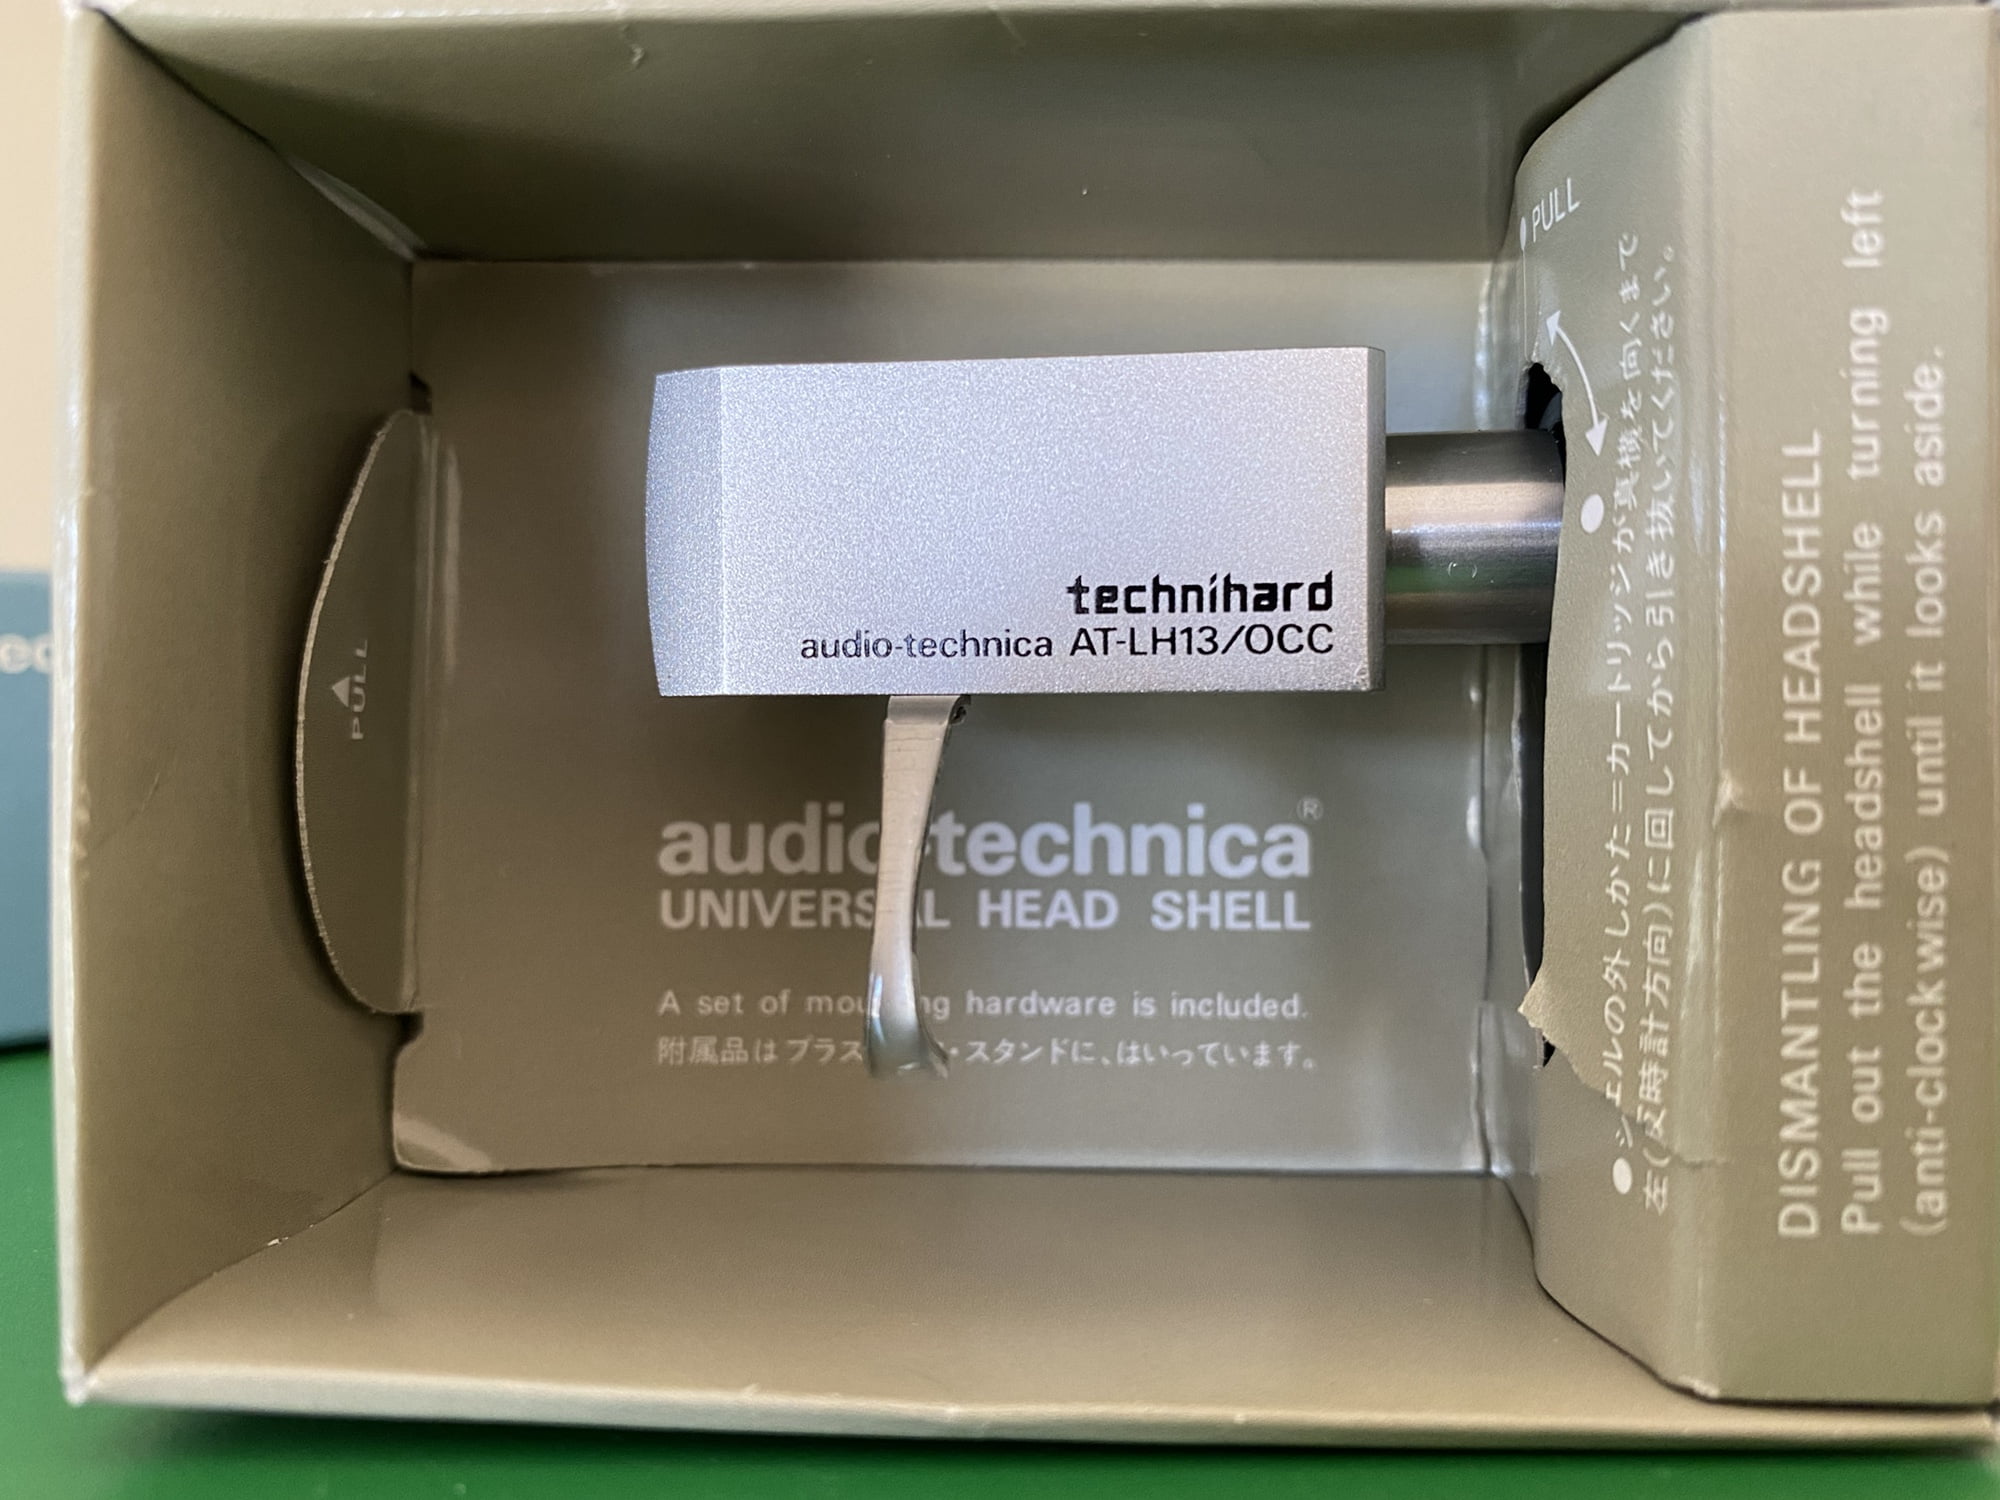 technihard
audio-technica AT-LH13/OCC
audio-technica®
UNIVERSAL HEAD SHELL
A set of mounting hardware is included.
附属品はプラス・スタンドに、はいっています。
PULL
PULL
●シェルの外しかた=カートリッジが真横を向くまで
左(反時計方向)に回してから引き抜いてください。
DISMANTLING OF HEADSHELL
Pull out the headshell while turning left
(anti-clockwise) until it looks aside.